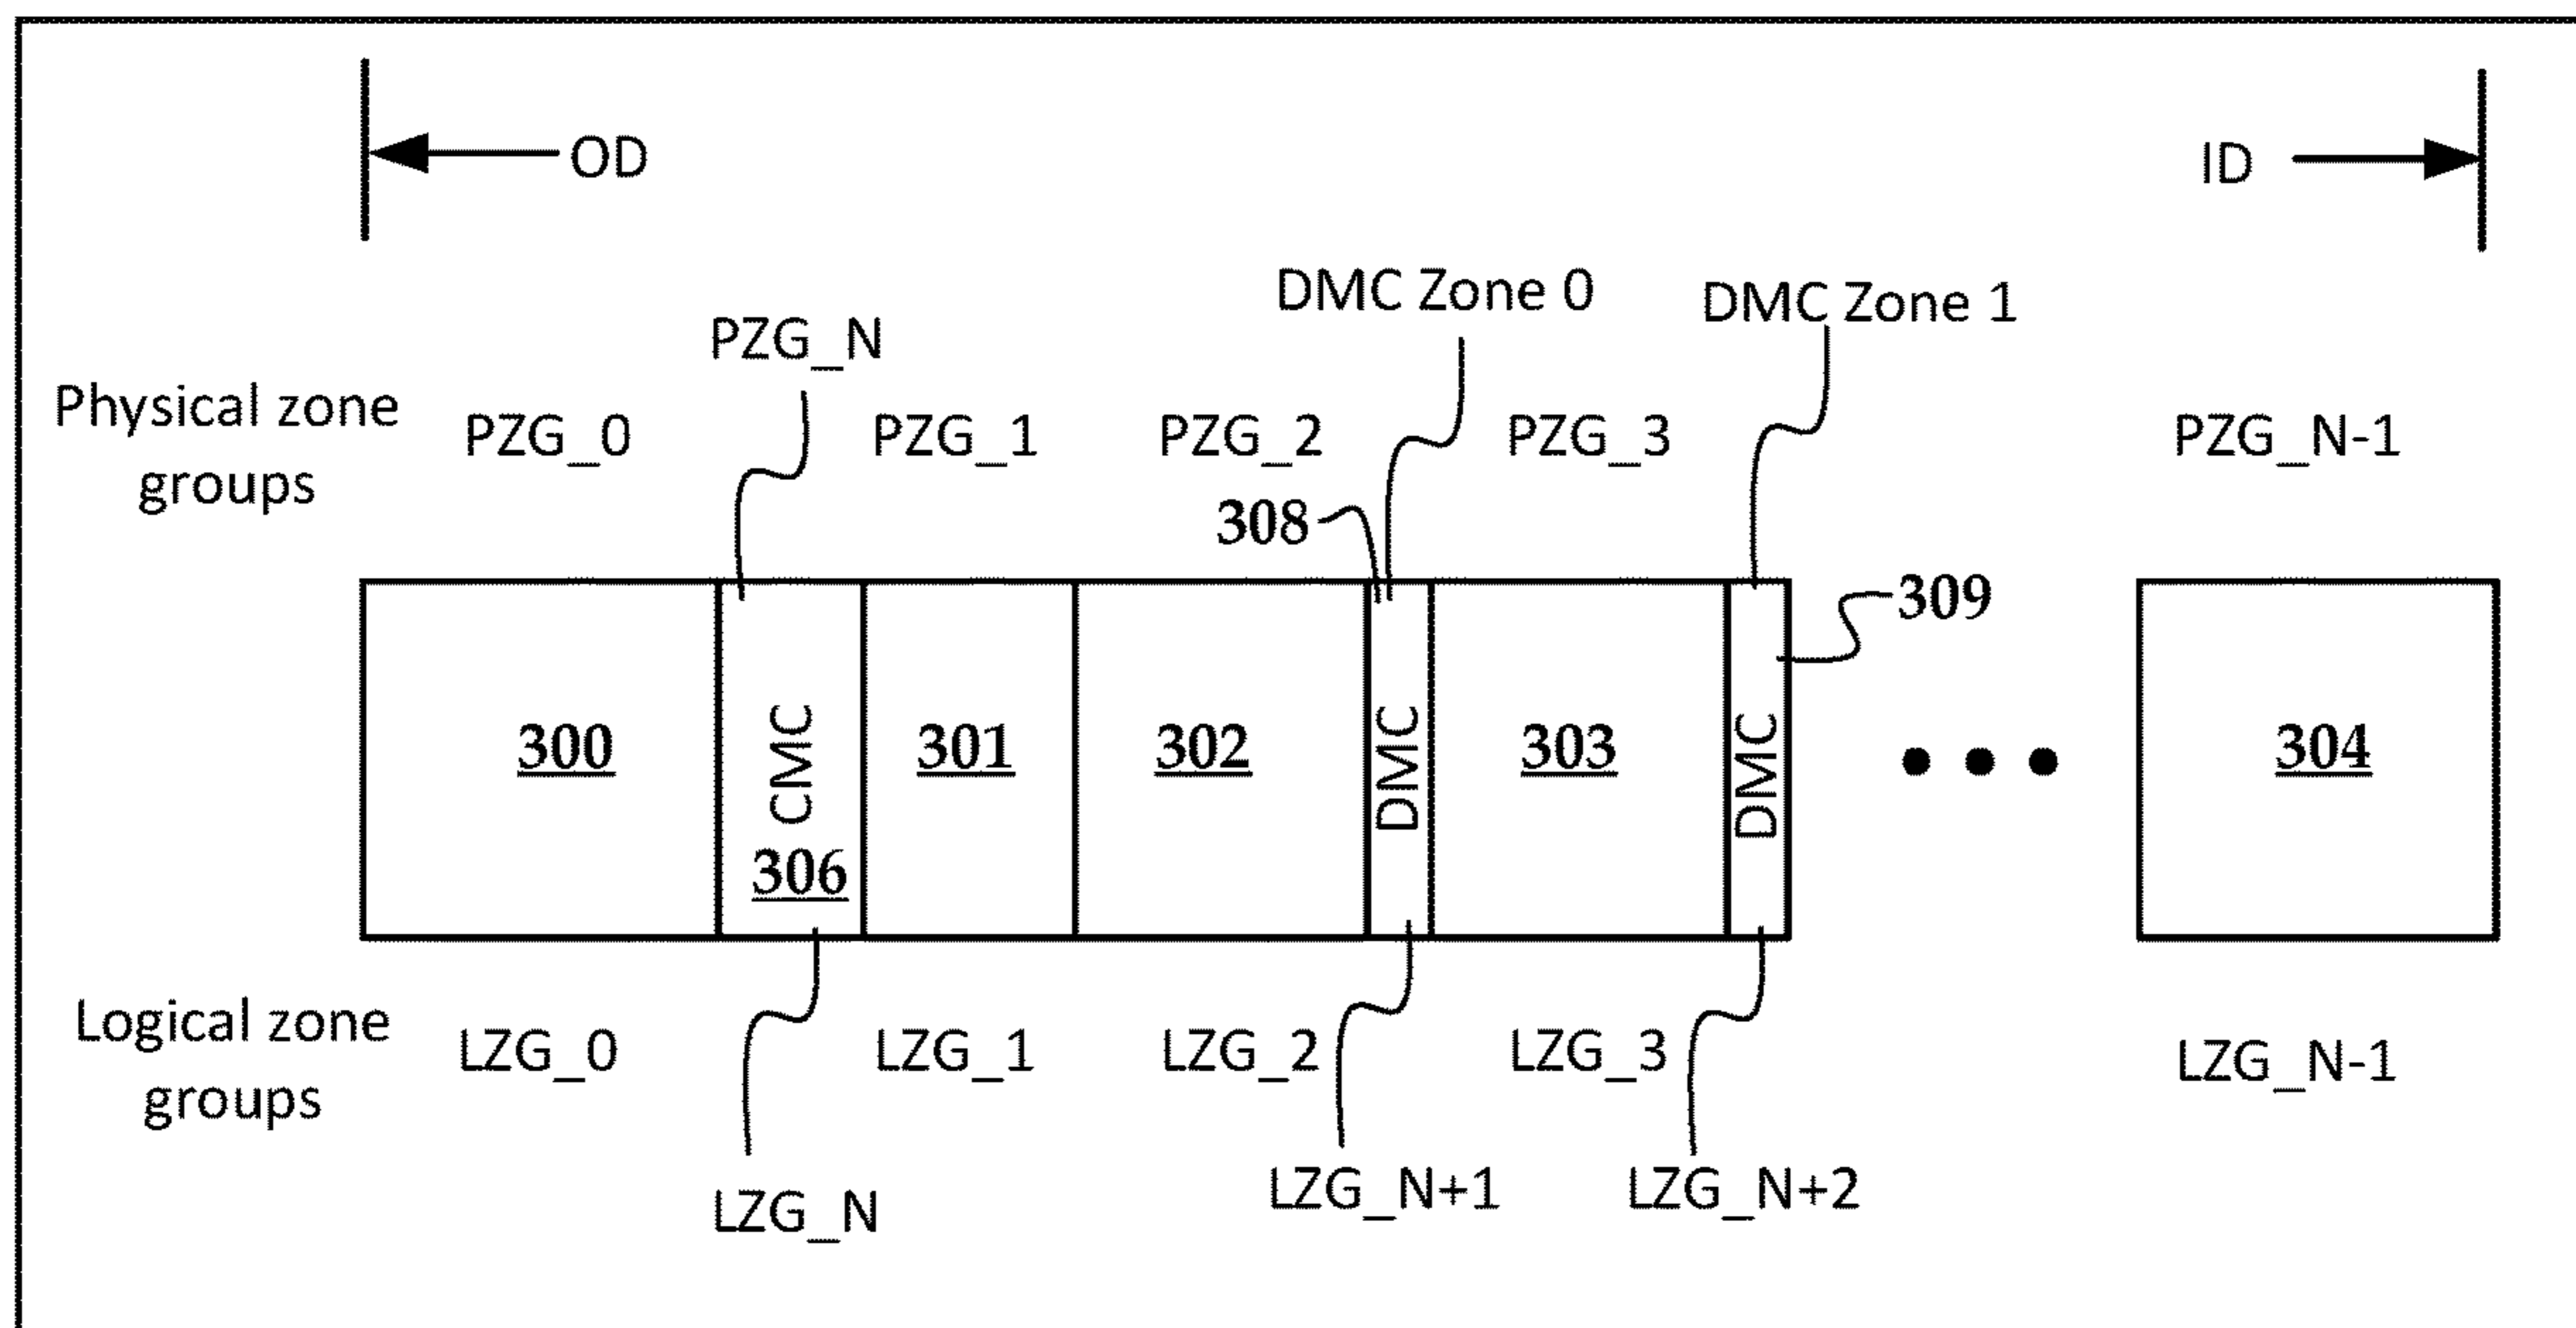 OD
ID
DMC Zone 0
DMC Zone 1
PZG_N
Physical zone
groups
PZG_0
PZG_1
PZG_2
PZG_3
PZG_N-1
308
309
300
CMC
306
301
302
DMC
303
DMC
304
Logical zone
groups
LZG_0
LZG_1
LZG_2
LZG_3
LZG_N-1
LZG_N
LZG_N+1
LZG_N+2